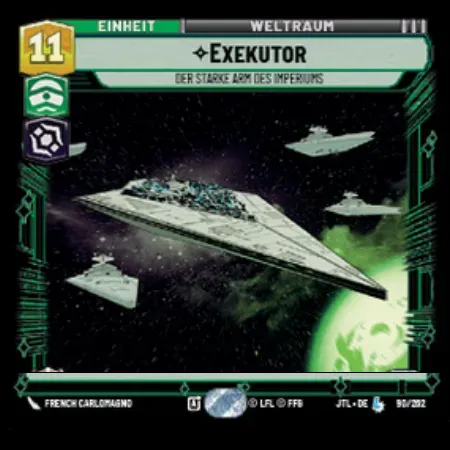 EINHEIT
WELTRAUM
11
EXEKUTOR
DER STARKE ARM DES IMPERIUMS
FRENCH CARLOMAGNO
© LFL ® FFG
JTL • DE
90/262